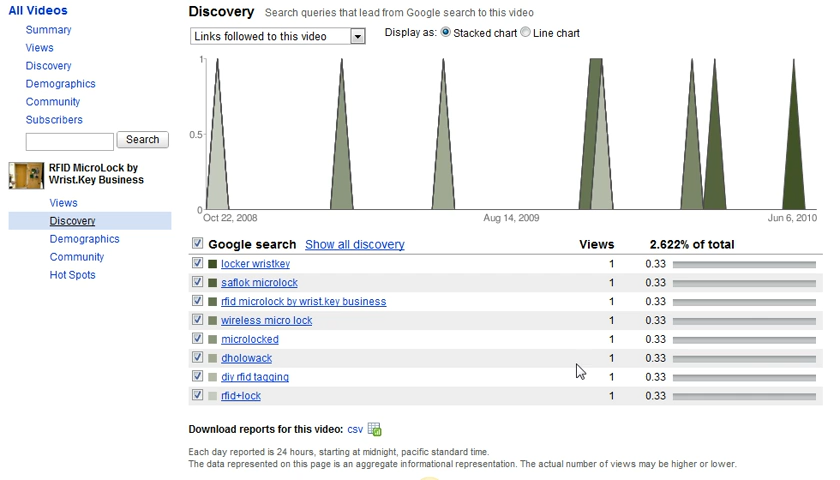 All Videos
Summary
Views
Discovery
Demographics
Community
Subscribers
Search
RFID MicroLock by
Wrist.Key Business
Views
Discovery
Demographics
Community
Hot Spots
Discovery Search queries that lead from Google search to this video
Links followed to this video Display as: Stacked chart Line chart
1
0.5
0
Oct 22, 2008 Aug 14, 2009 Jun 6, 2010
Google search Show all discovery Views 2.622% of total
locker wristkey 1 0.33
saflok microlock 1 0.33
rfid microlock by wrist.key business 1 0.33
wireless micro lock 1 0.33
microlocked 1 0.33
dholowack 1 0.33
diy rfid tagging 1 0.33
rfid+lock 1 0.33
Download reports for this video: csv
Each day reported is 24 hours, starting at midnight, pacific standard time.
The data represented on this page is an aggregate informational representation. The actual number of views may be higher or lower.